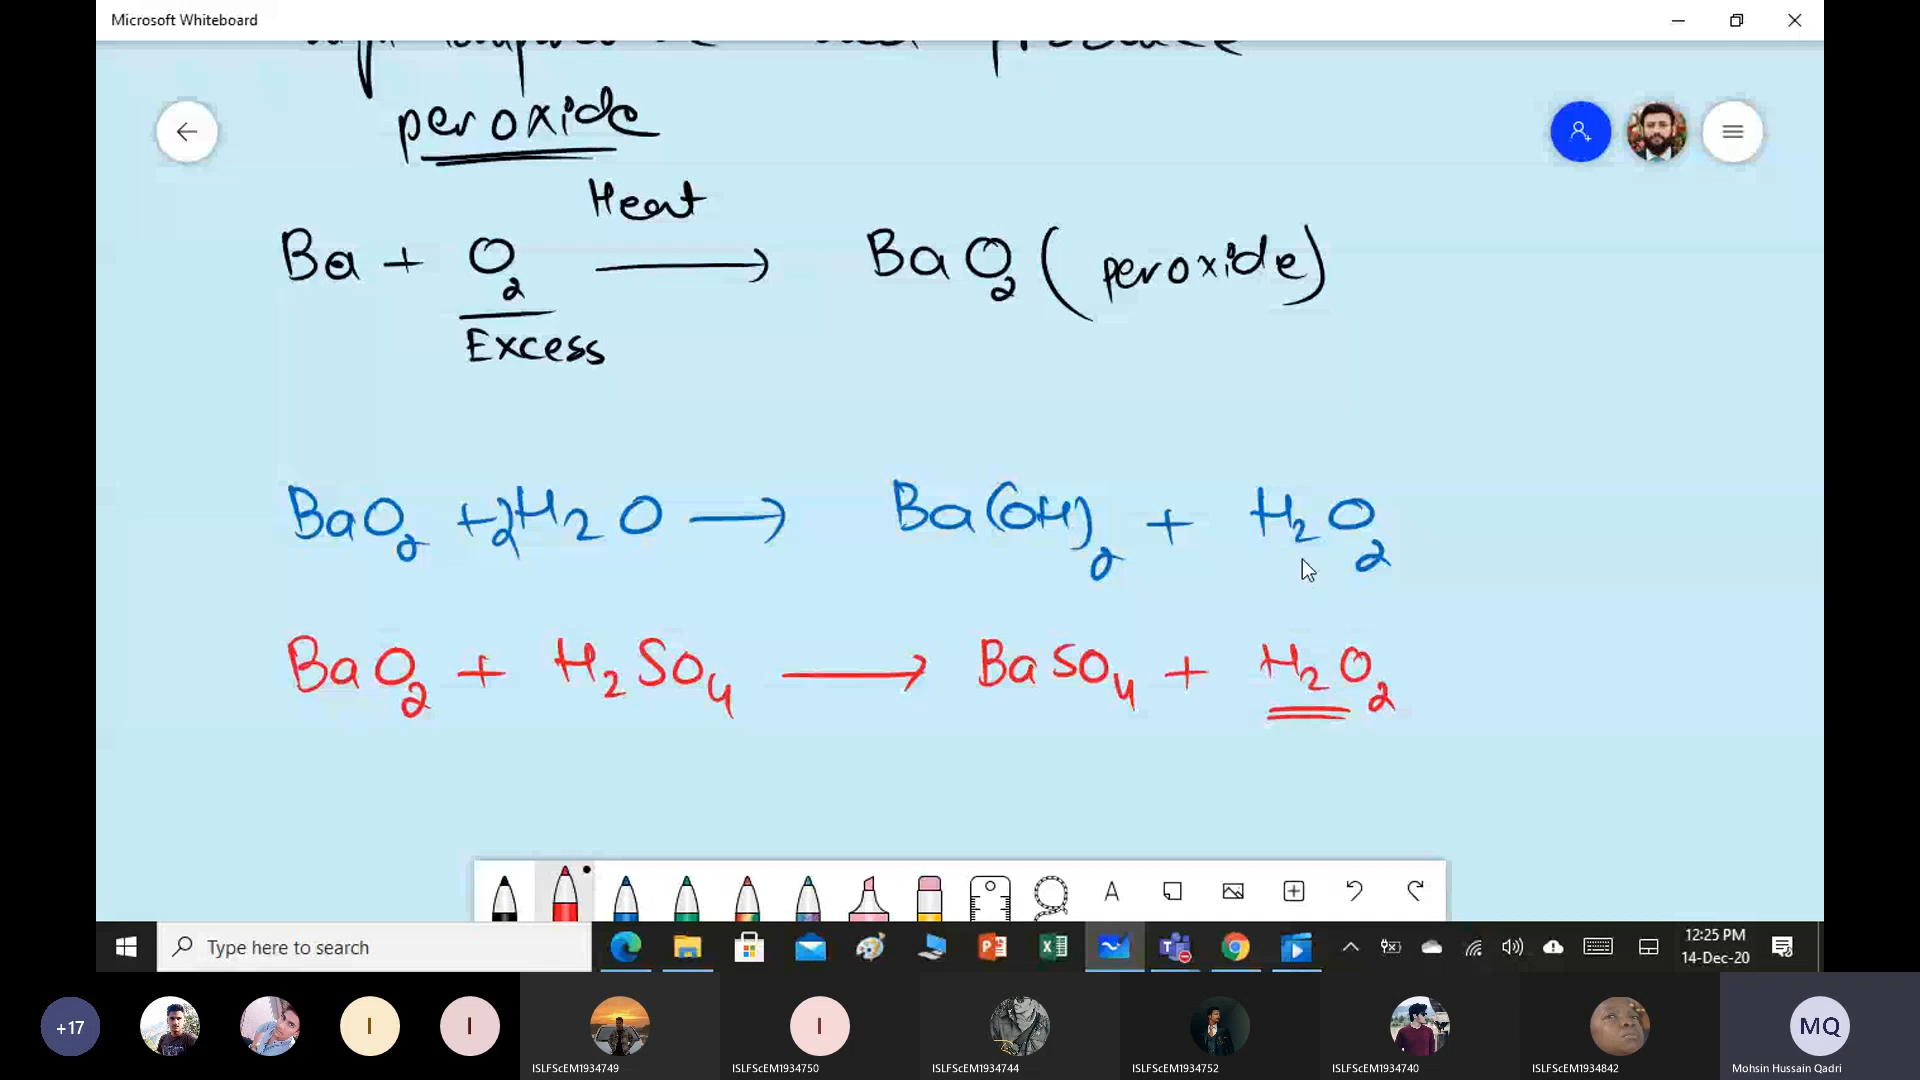 Microsoft Whiteboard
peroxide
Heat
Ba + O2 ⟶ BaO2 (peroxide)
Excess
BaO2 + 2H2O ⟶ Ba(OH)2 + H2O2
BaO2 + H2SO4 ⟶ BaSO4 + H2O2
A
Type here to search
12:25 PM
14-Dec-20
+17
I
I
I
MQ
ISLFScEM1934749
ISLFScEM1934750
ISLFScEM1934744
ISLFScEM1934752
ISLFScEM1934740
ISLFScEM1934842
Mohsin Hussain Qadri